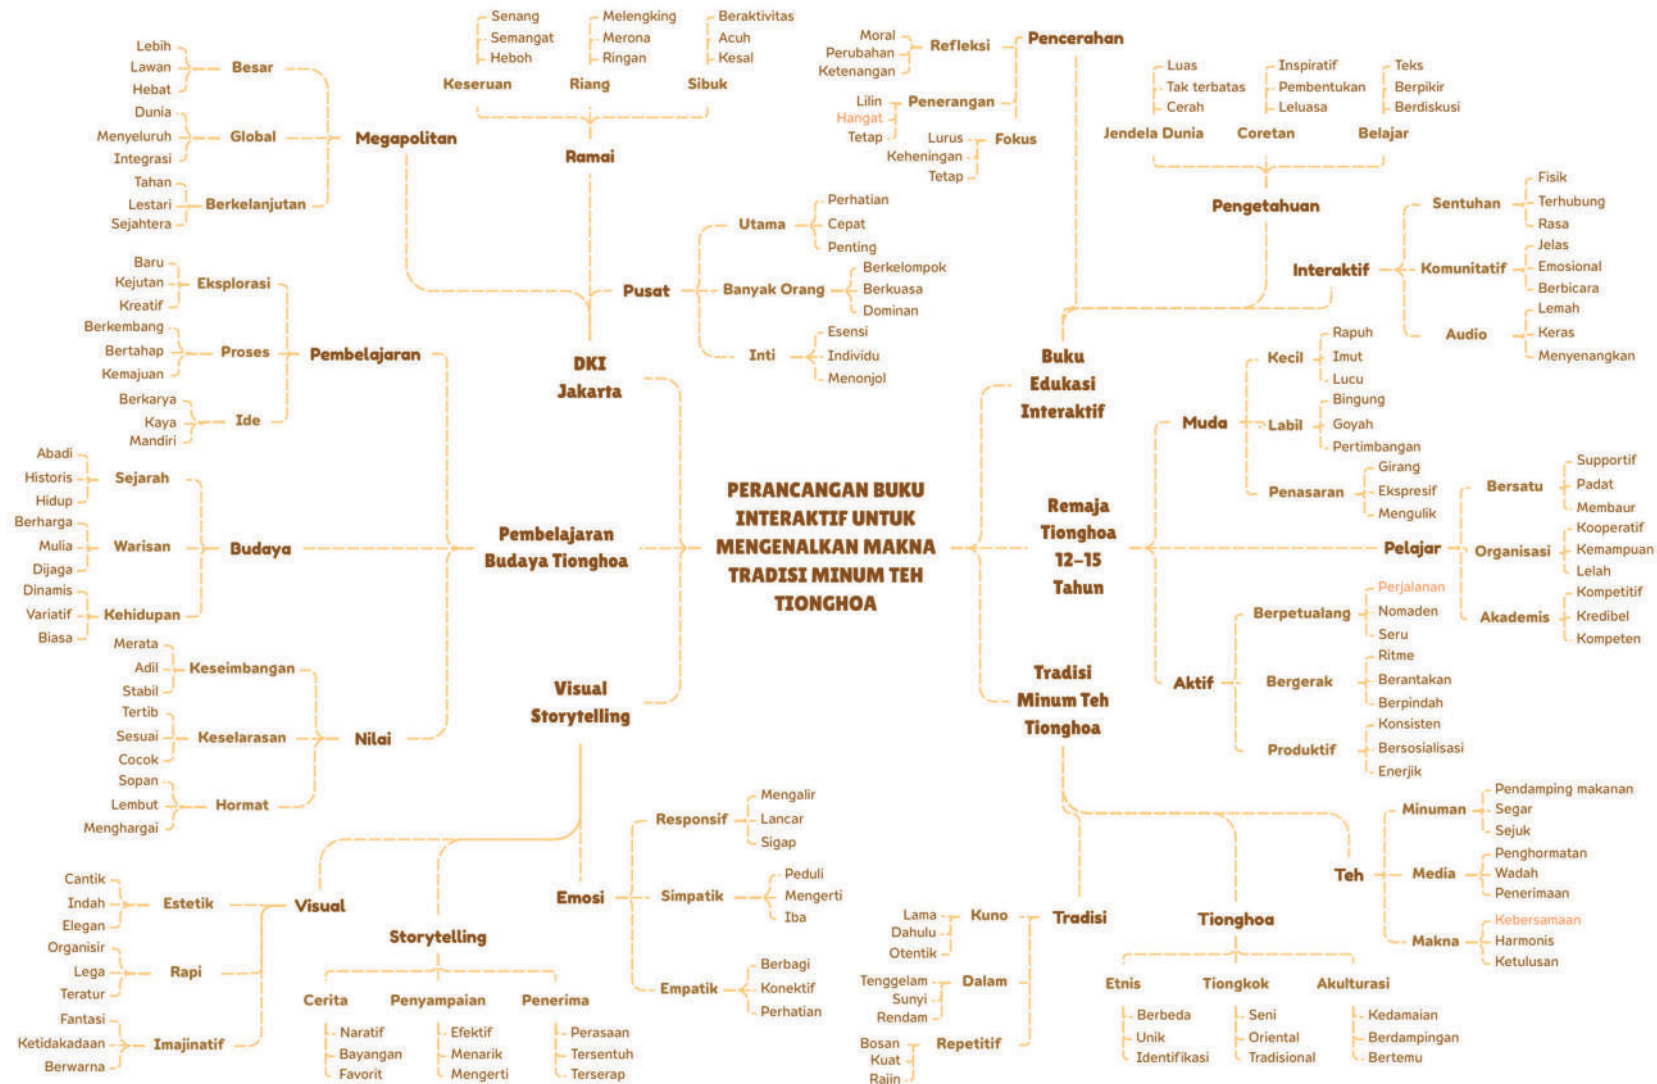 Lebih
Lawan
Hebat
Besar
Dunia
Menyeluruh
Integrasi
Global
Tahan
Lestari
Sejahtera
Berkelanjutan
Megapolitan
Senang
Semangat
Heboh
Keseruan
Melengking
Merona
Ringan
Riang
Beraktivitas
Acuh
Kesal
Sibuk
Ramai
Utama
Perhatian
Cepat
Penting
Pusat
Banyak Orang
Berkelompok
Berkuasa
Dominan
Inti
Esensi
Individu
Menonjol
DKI
Jakarta
Baru
Kejutan
Kreatif
Eksplorasi
Berkembang
Bertahap
Kemajuan
Proses
Pembelajaran
Berkarya
Kaya
Mandiri
Ide
Abadi
Historis
Hidup
Sejarah
Berharga
Mulia
Dijaga
Warisan
Budaya
Dinamis
Variatif
Biasa
Kehidupan
Merata
Adil
Stabil
Keseimbangan
Tertib
Sesuai
Cocok
Keselarasan
Nilai
Sopan
Lembut
Menghargai
Hormat
Pembelajaran
Budaya Tionghoa
Visual
Storytelling
Cantik
Indah
Elegan
Estetik
Visual
Organisir
Lega
Teratur
Rapi
Fantasi
Ketidakadaan
Berwarna
Imajinatif
Storytelling
Cerita
Naratif
Bayangan
Favorit
Penyampaian
Efektif
Menarik
Mengerti
Penerima
Perasaan
Tersentuh
Terserap
Emosi
Responsif
Mengalir
Lancar
Sigap
Simpatik
Peduli
Mengerti
Iba
Empatik
Berbagi
Konektif
Perhatian
PERANCANGAN BUKU
INTERAKTIF UNTUK
MENGENALKAN MAKNA
TRADISI MINUM TEH
TIONGHOA
Moral
Perubahan
Ketenangan
Refleksi
Pencerahan
Lilin
Hangat
Tetap
Penerangan
Lurus
Keheningan
Tetap
Fokus
Luas
Tak terbatas
Cerah
Jendela Dunia
Inspiratif
Pembentukan
Leluasa
Coretan
Teks
Berpikir
Berdiskusi
Belajar
Pengetahuan
Interaktif
Sentuhan
Fisik
Terhubung
Rasa
Komunitatif
Jelas
Emosional
Berbicara
Audio
Lemah
Keras
Menyenangkan
Buku
Edukasi
Interaktif
Remaja
Tionghoa
12–15
Tahun
Muda
Kecil
Rapuh
Imut
Lucu
Labil
Bingung
Goyah
Pertimbangan
Penasaran
Girang
Ekspresif
Mengulik
Pelajar
Bersatu
Supportif
Padat
Membaur
Organisasi
Kooperatif
Kemampuan
Lelah
Akademis
Kompetitif
Kredibel
Kompeten
Aktif
Berpetualang
Perjalanan
Nomaden
Seru
Bergerak
Ritme
Berantakan
Berpindah
Produktif
Konsisten
Bersosialisasi
Enerjik
Tradisi
Minum Teh
Tionghoa
Teh
Minuman
Pendamping makanan
Segar
Sejuk
Media
Penghormatan
Wadah
Penerimaan
Makna
Kebersamaan
Harmonis
Ketulusan
Tradisi
Lama
Dahulu
Otentik
Kuno
Tenggelam
Sunyi
Rendam
Dalam
Bosan
Kuat
Rajin
Repetitif
Tionghoa
Etnis
Berbeda
Unik
Identifikasi
Tiongkok
Seni
Oriental
Tradisional
Akulturasi
Kedamaian
Berdampingan
Bertemu